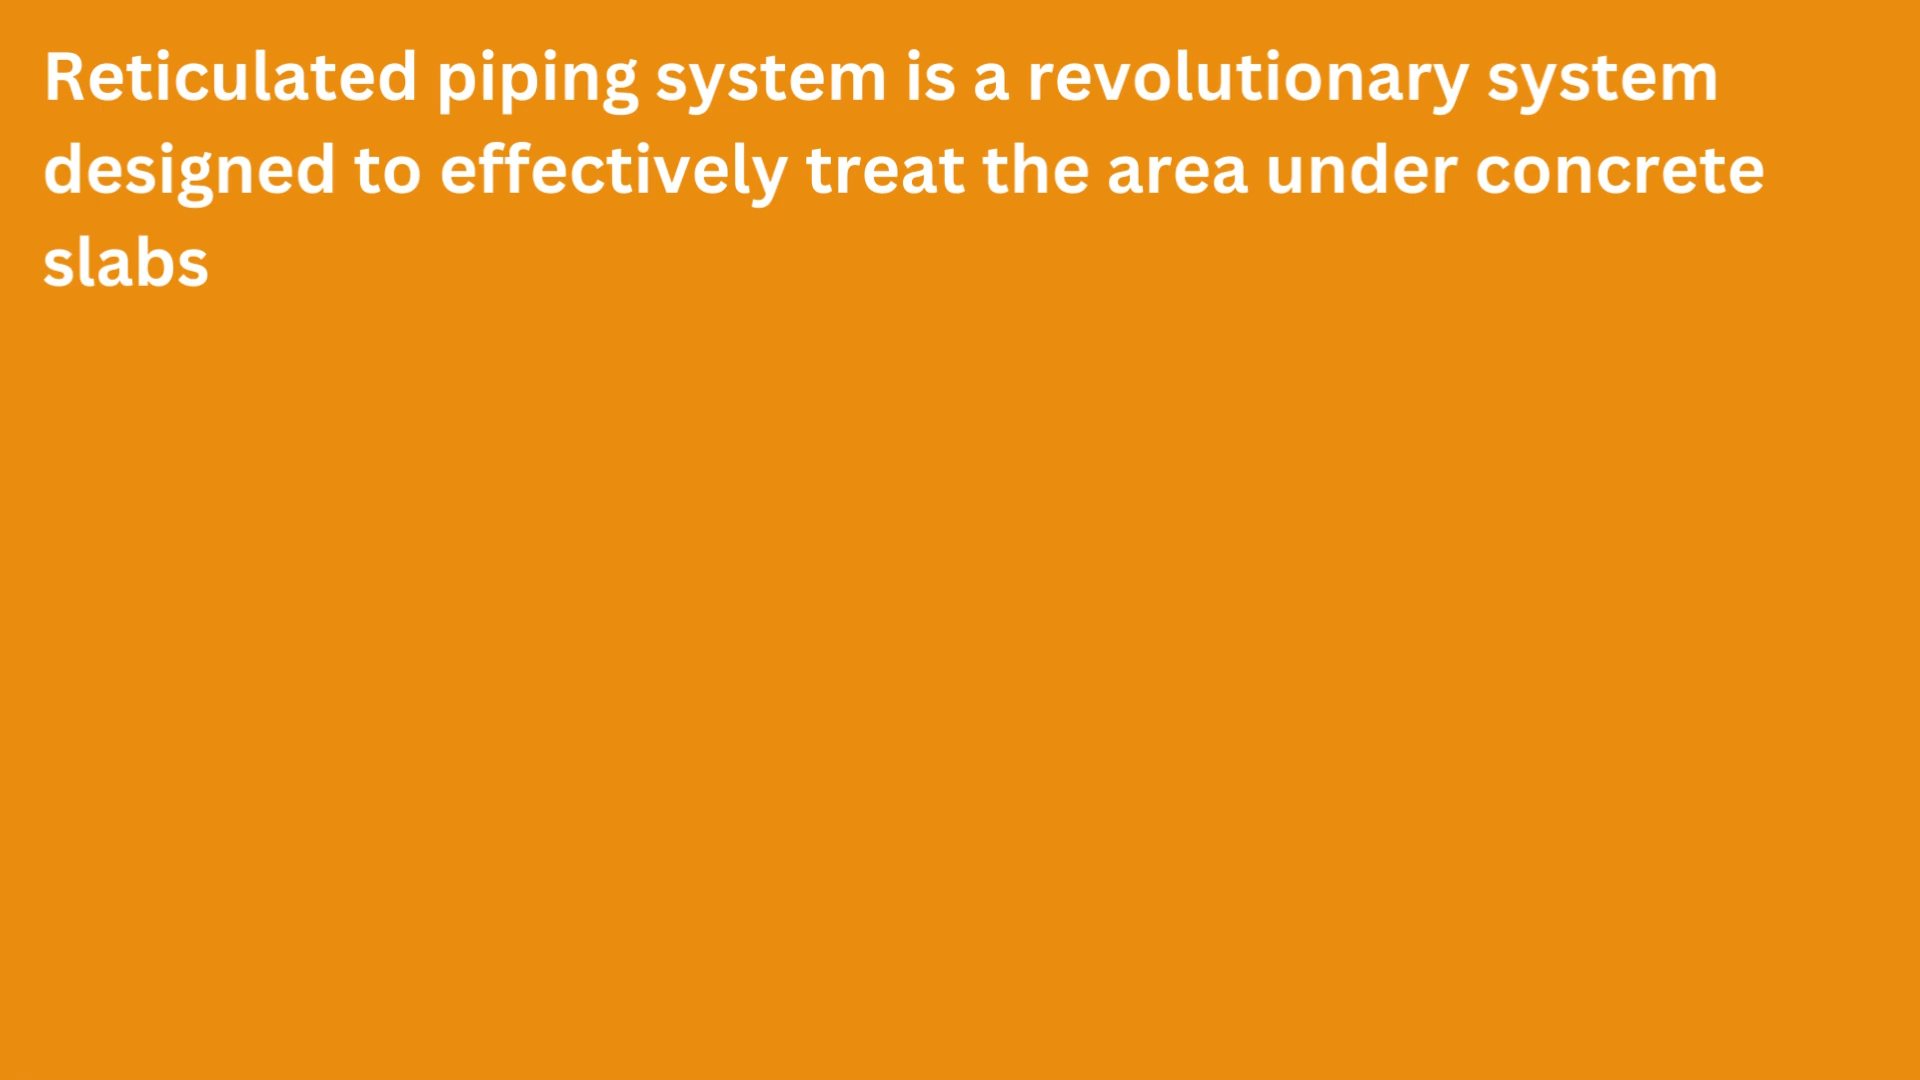 Reticulated piping system is a revolutionary system
designed to effectively treat the area under concrete
slabs